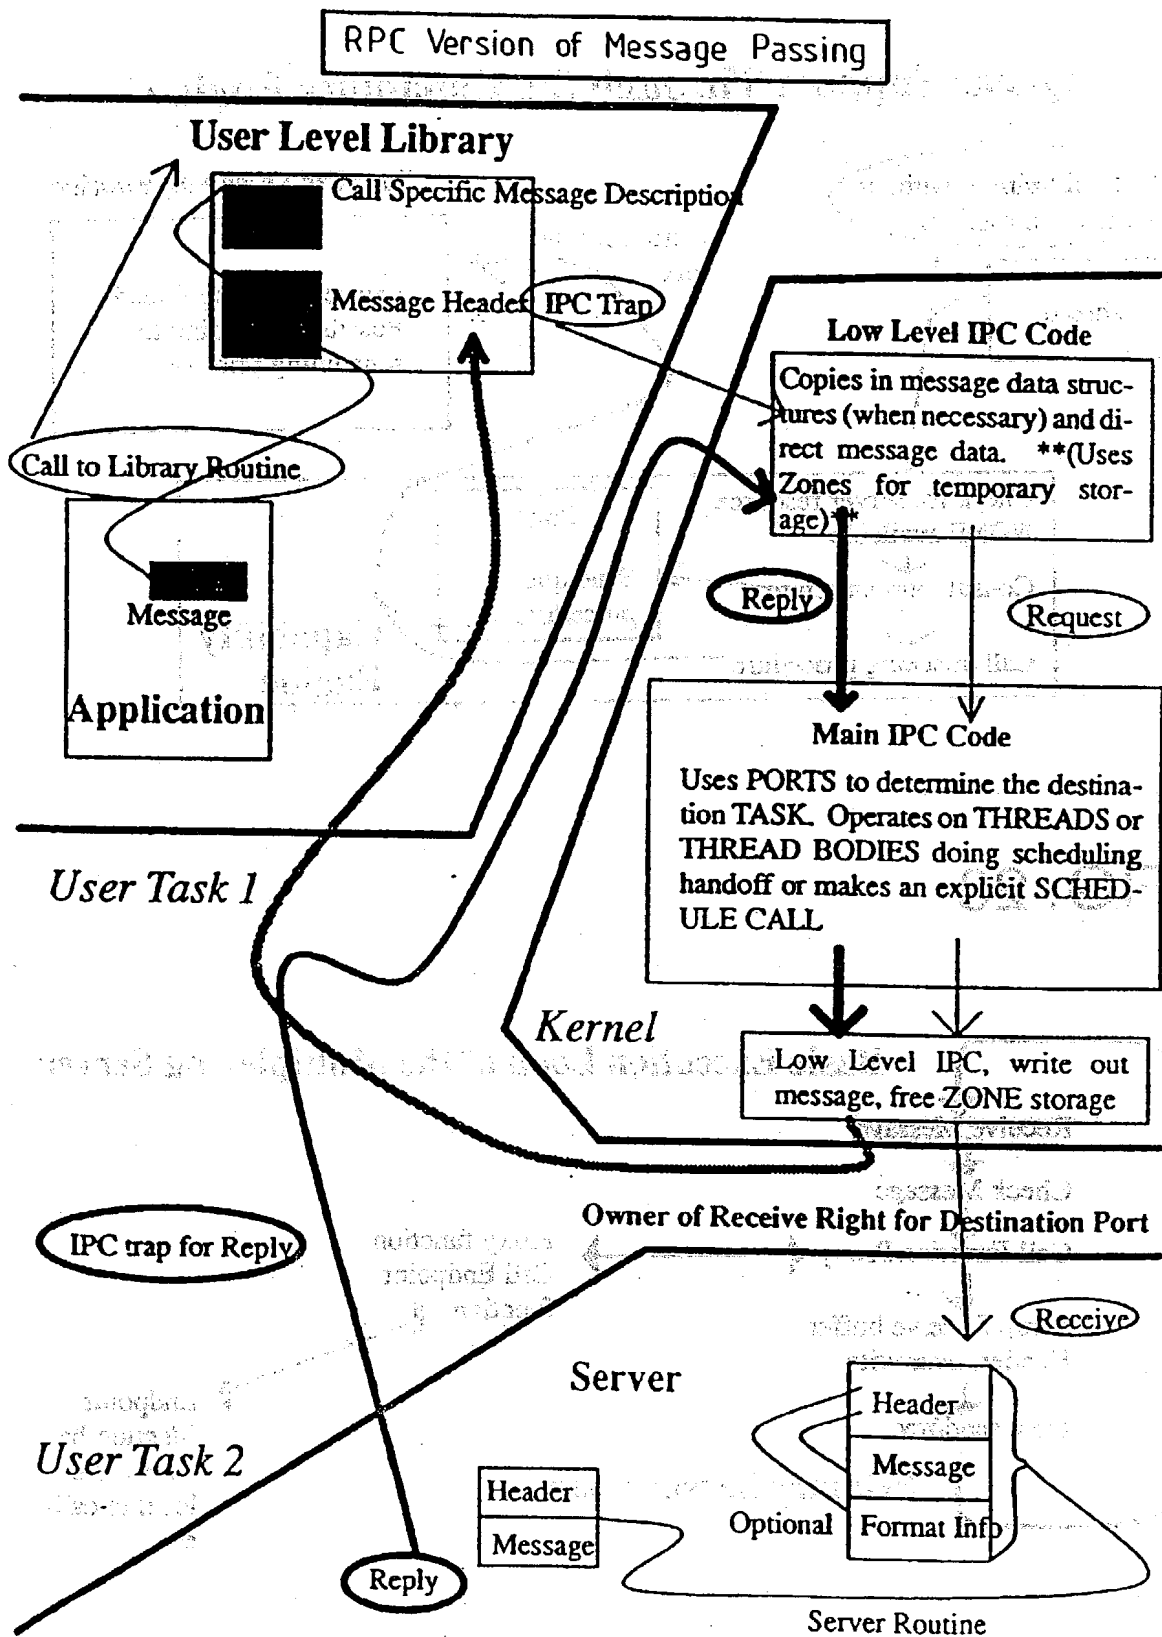 RPC Version of Message Passing
User Level Library
Call Specific Message Description
Message Header
IPC Trap
Call to Library Routine
Message
Application
User Task 1
Low Level IPC Code
Copies in message data struc-
tures (when necessary) and di-
rect message data. **(Uses
Zones for temporary stor-
age)**
Reply
Request
Main IPC Code
Uses PORTS to determine the destina-
tion TASK. Operates on THREADS or
THREAD BODIES doing scheduling
handoff or makes an explicit SCHED-
ULE CALL
Kernel
Low Level IPC, write out
message, free ZONE storage
Owner of Receive Right for Destination Port
IPC trap for Reply
Receive
Server
User Task 2
Header
Message
Optional
Format Info
Header
Message
Reply
Server Routine